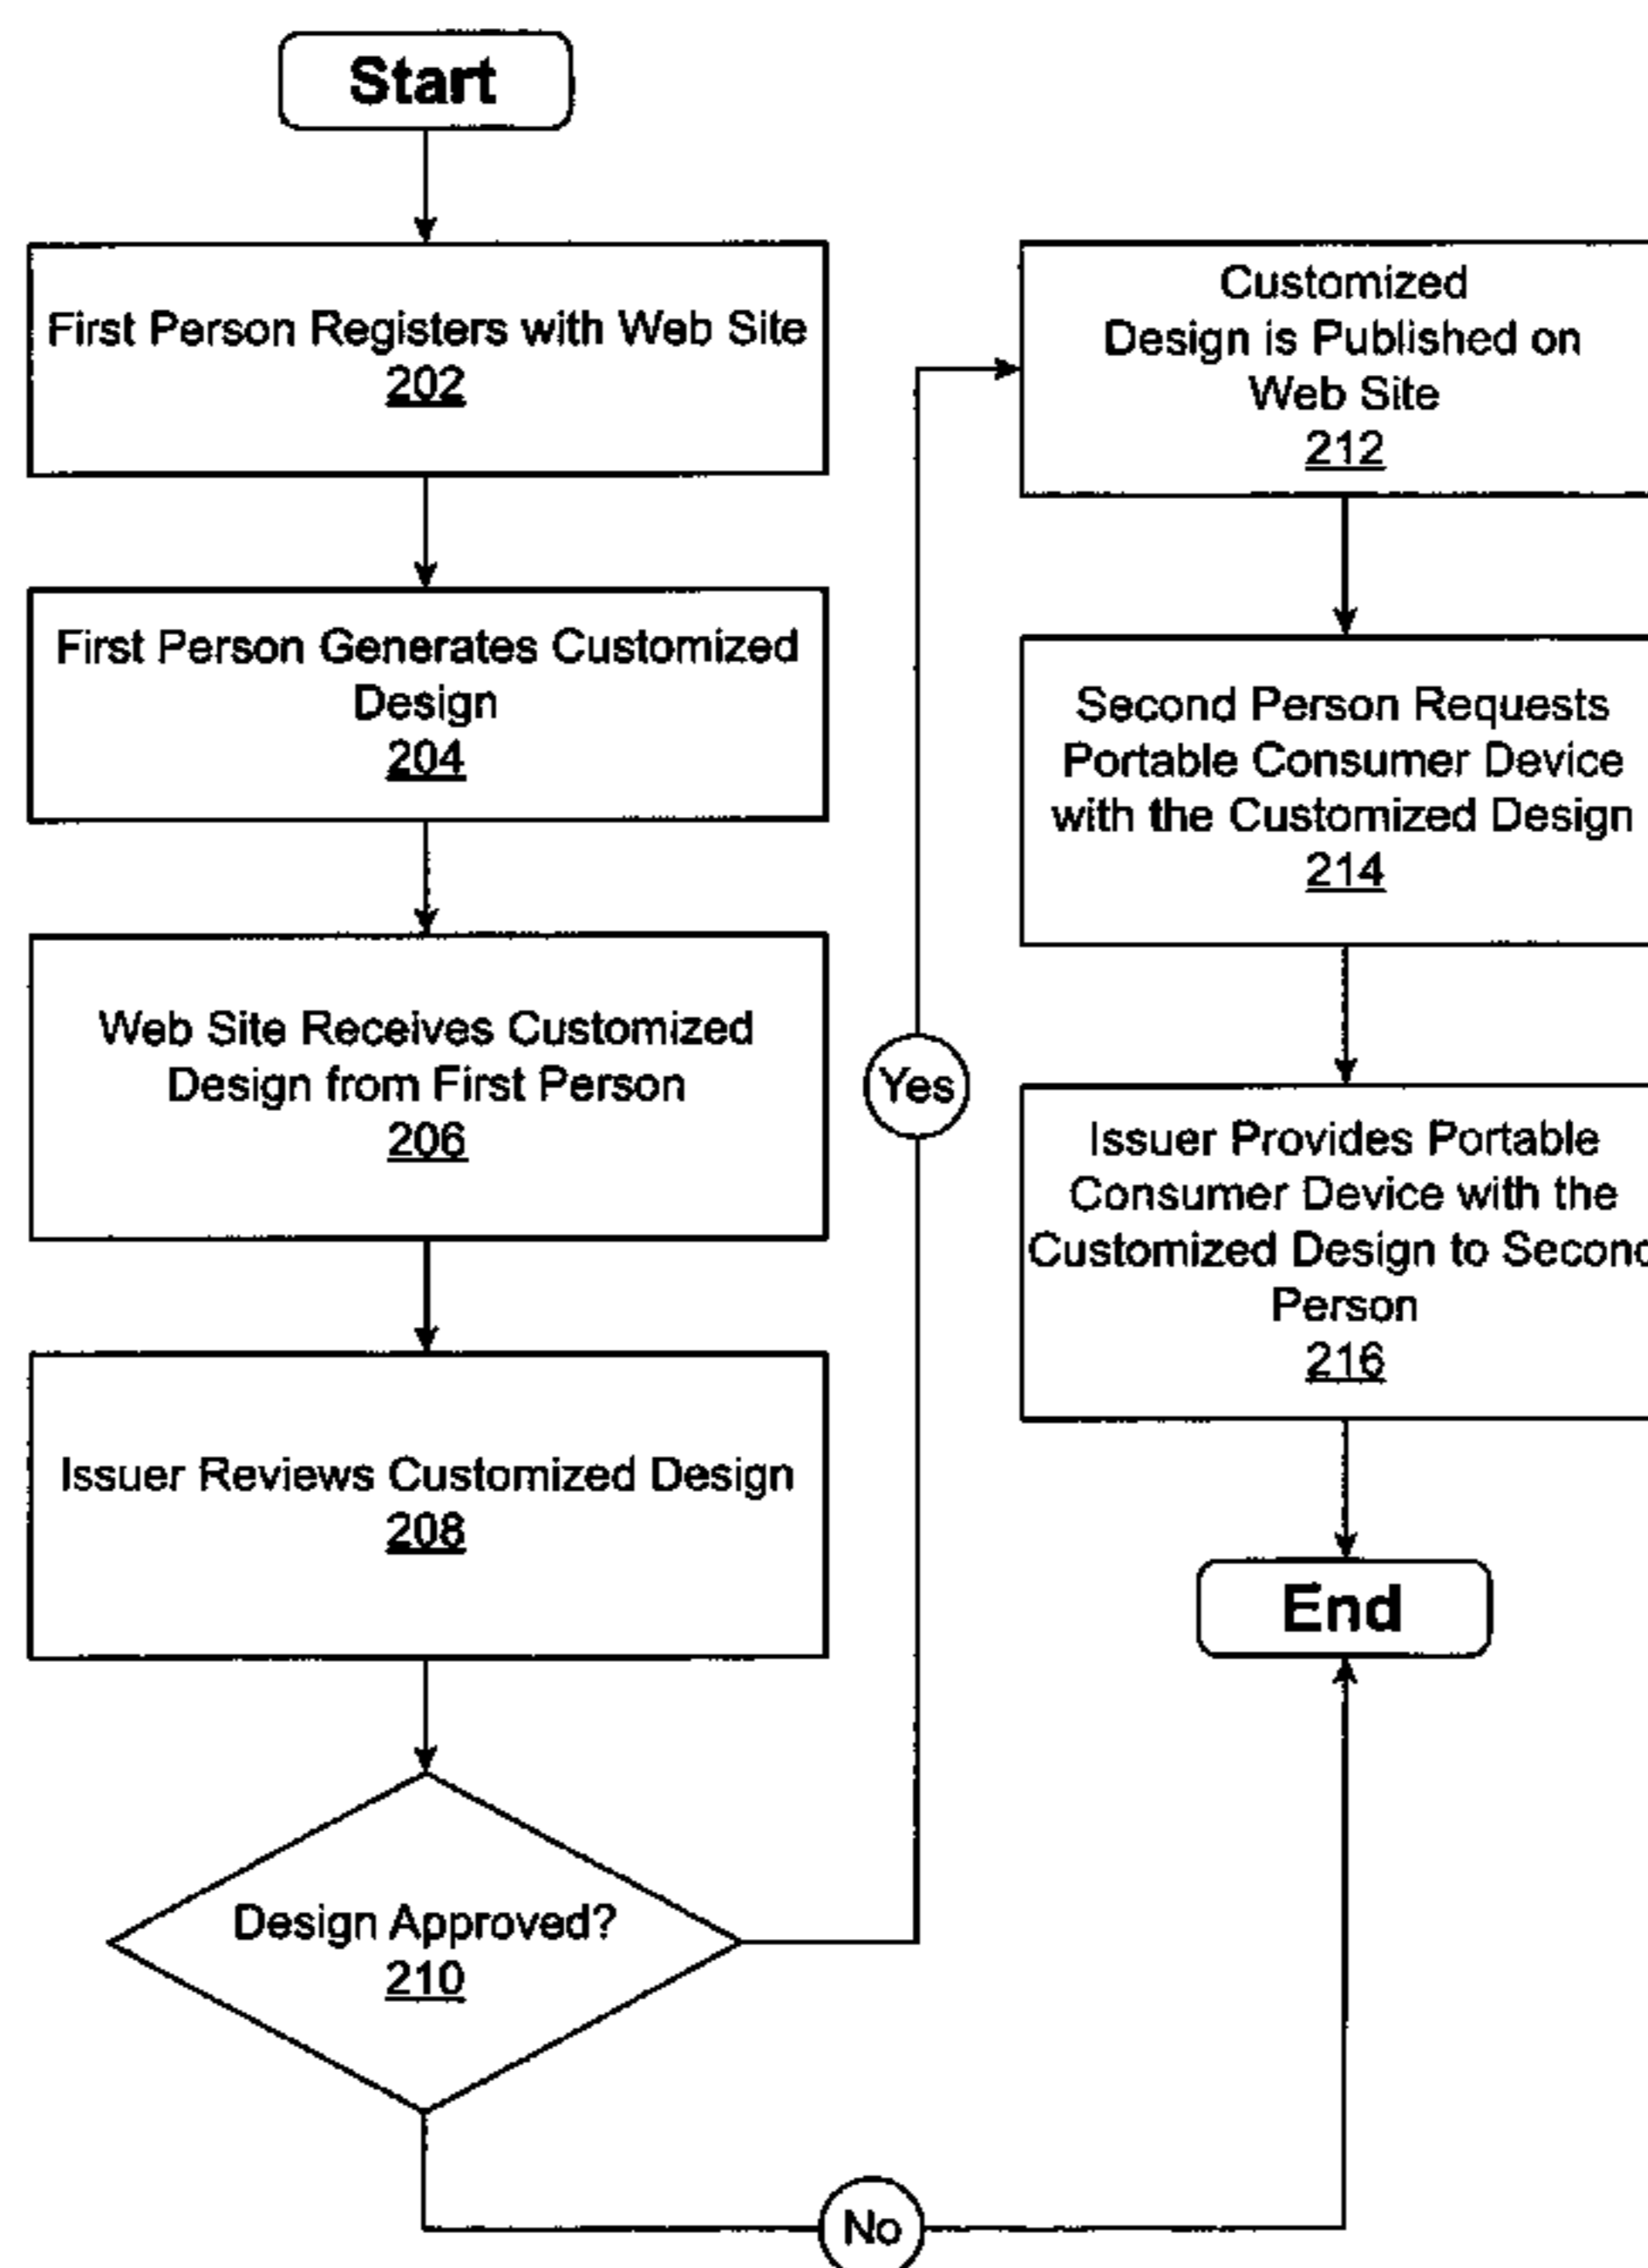 Start
First Person Registers with Web Site
202
First Person Generates Customized
Design
204
Web Site Receives Customized
Design from First Person
206
Issuer Reviews Customized Design
208
Design Approved?
210
Yes
No
Customized
Design is Published on
Web Site
212
Second Person Requests
Portable Consumer Device
with the Customized Design
214
Issuer Provides Portable
Consumer Device with the
Customized Design to Second
Person
216
End